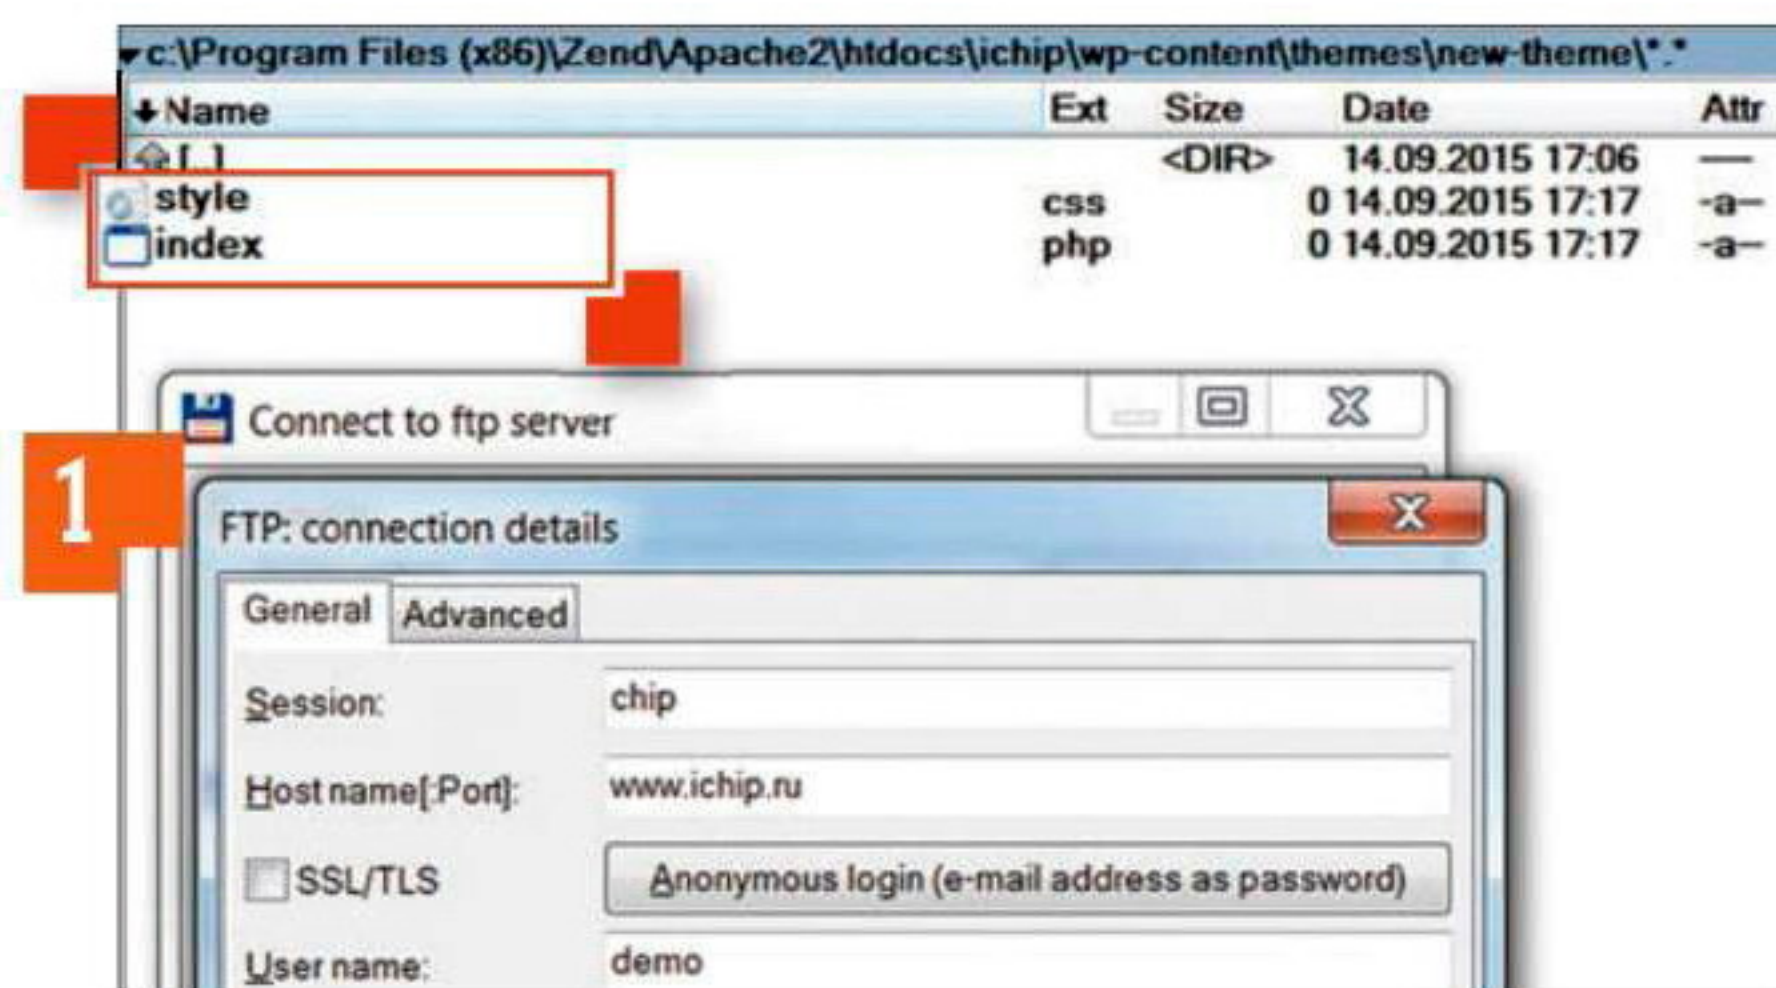 c:\Program Files (x86)\Zend\Apache2\htdocs\ichip\wp-content\themes\new-theme\*.*
Name Ext Size Date Attr
[..] <DIR> 14.09.2015 17:06 —
style css 0 14.09.2015 17:17 -a—
index php 0 14.09.2015 17:17 -a—
Connect to ftp server
1
FTP: connection details
General Advanced
Session: chip
Host name[:Port]: www.ichip.ru
SSL/TLS Anonymous login (e-mail address as password)
User name: demo